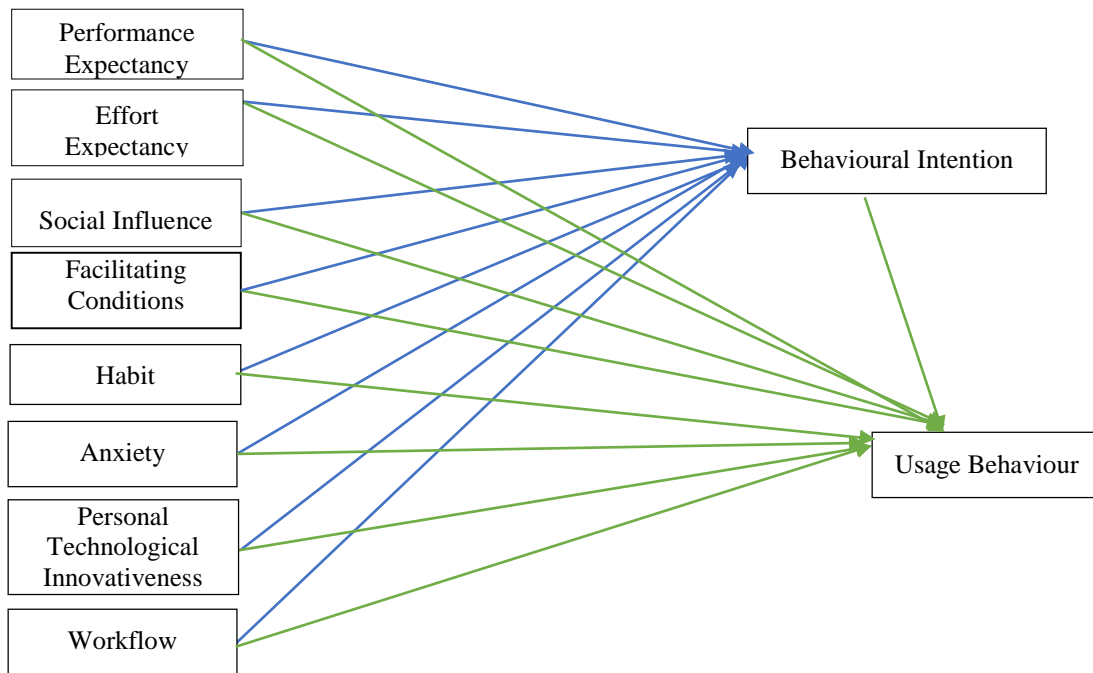 Performance
Expectancy
Effort
Expectancy
Social Influence
Facilitating
Conditions
Habit
Anxiety
Personal
Technological
Innovativeness
Workflow
Behavioural Intention
Usage Behaviour